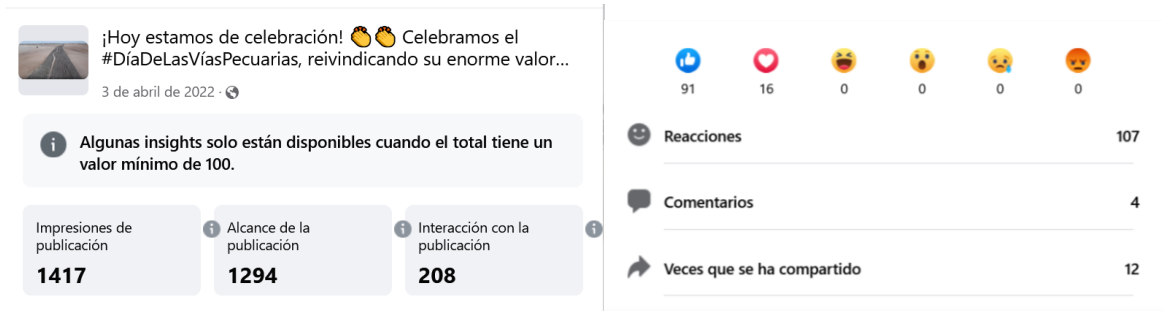 ¡Hoy estamos de celebración! 👏👏 Celebramos el
#DíaDeLasVíasPecuarias, reivindicando su enorme valor...
3 de abril de 2022 ·
Algunas insights solo están disponibles cuando el total tiene un
valor mínimo de 100.
Impresiones de
publicación
1417
Alcance de la
publicación
1294
Interacción con la
publicación
208
91 16 0 0 0 0
Reacciones 107
Comentarios 4
Veces que se ha compartido 12